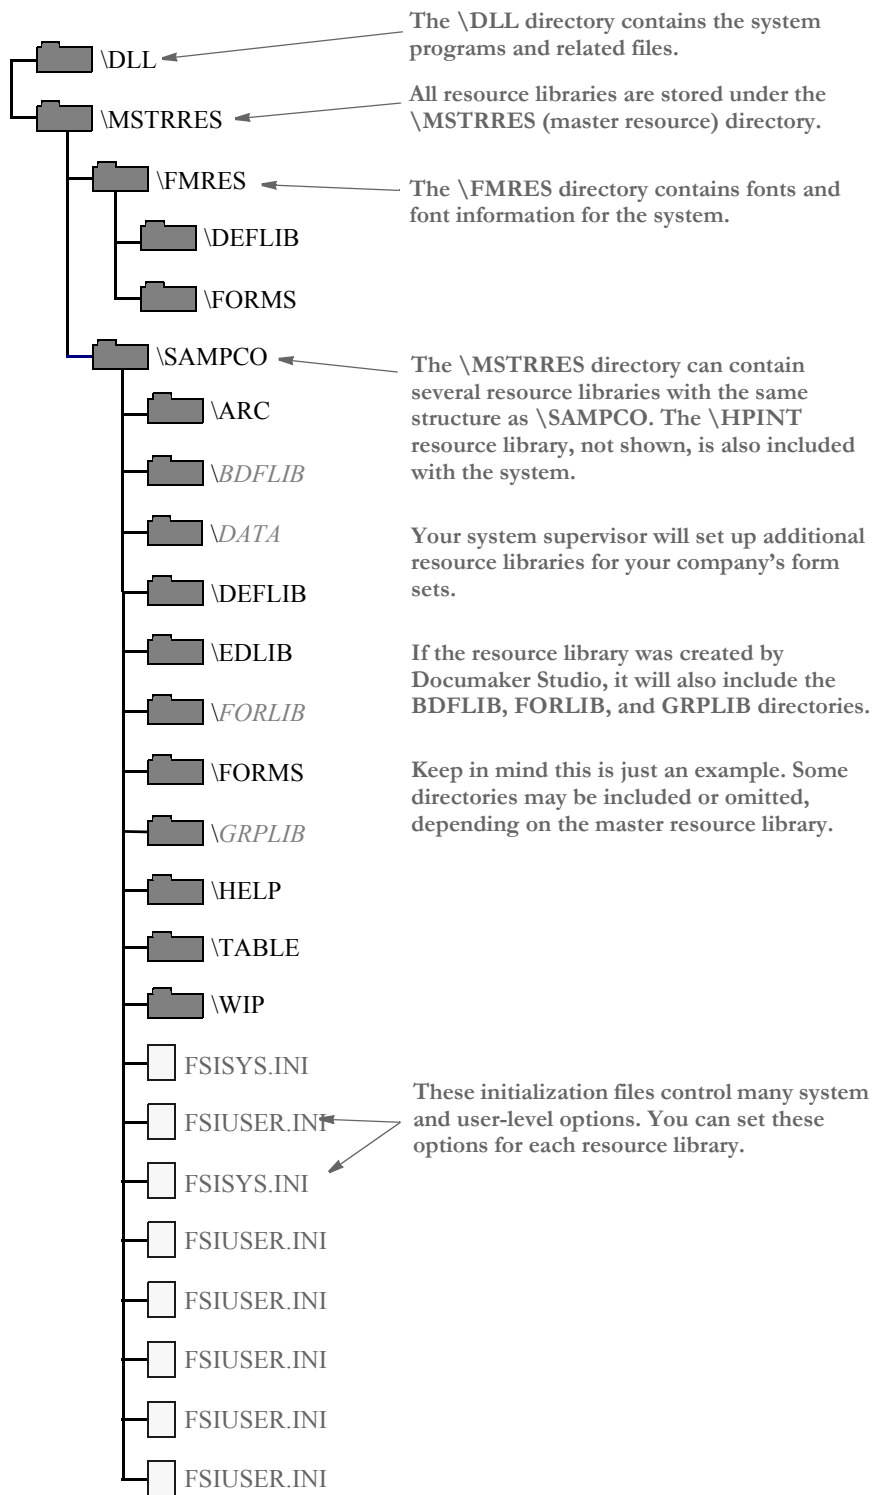 The \DLL directory contains the system
programs and related files.
\DLL
All resource libraries are stored under the
\MSTRRES (master resource) directory.
\MSTRRES
\FMRES
The \FMRES directory contains fonts and
font information for the system.
\DEFLIB
\FORMS
\SAMPCO
The \MSTRRES directory can contain
several resource libraries with the same
structure as \SAMPCO. The \HPINT
resource library, not shown, is also included
with the system.
\ARC
\BDFLIB
\DATA
Your system supervisor will set up additional
resource libraries for your company’s form
sets.
\DEFLIB
\EDLIB
If the resource library was created by
Documaker Studio, it will also include the
BDFLIB, FORLIB, and GRPLIB directories.
\FORLIB
\FORMS
Keep in mind this is just an example. Some
directories may be included or omitted,
depending on the master resource library.
\GRPLIB
\HELP
\TABLE
\WIP
FSISYS.INI
FSIUSER.INI
These initialization files control many system
and user-level options. You can set these
options for each resource library.
FSISYS.INI
FSIUSER.INI
FSIUSER.INI
FSIUSER.INI
FSIUSER.INI
FSIUSER.INI